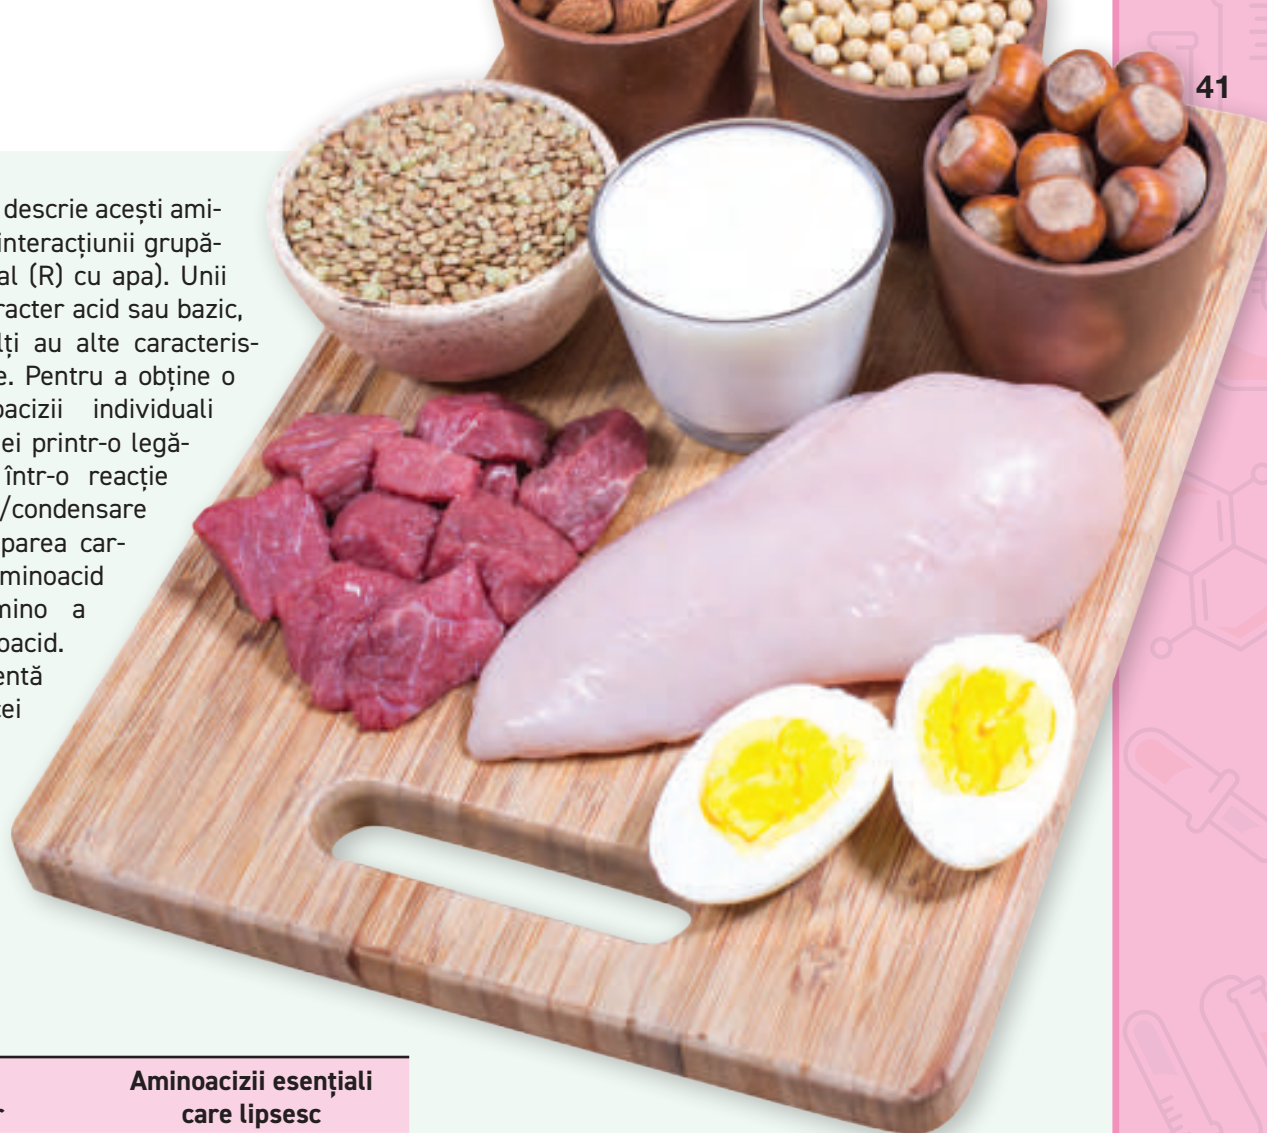 41
descrie acești ami-
interacțiunii grupă-
al (R) cu apa). Unii
racter acid sau bazic,
lți au alte caracteris-
e. Pentru a obține o
oacizii individuali
ei printr-o legă-
într-o reacție
/condensare
parea car-
minoacid
mino a
oacid.
entă
cei
Aminoacizii esențiali
care lipsesc